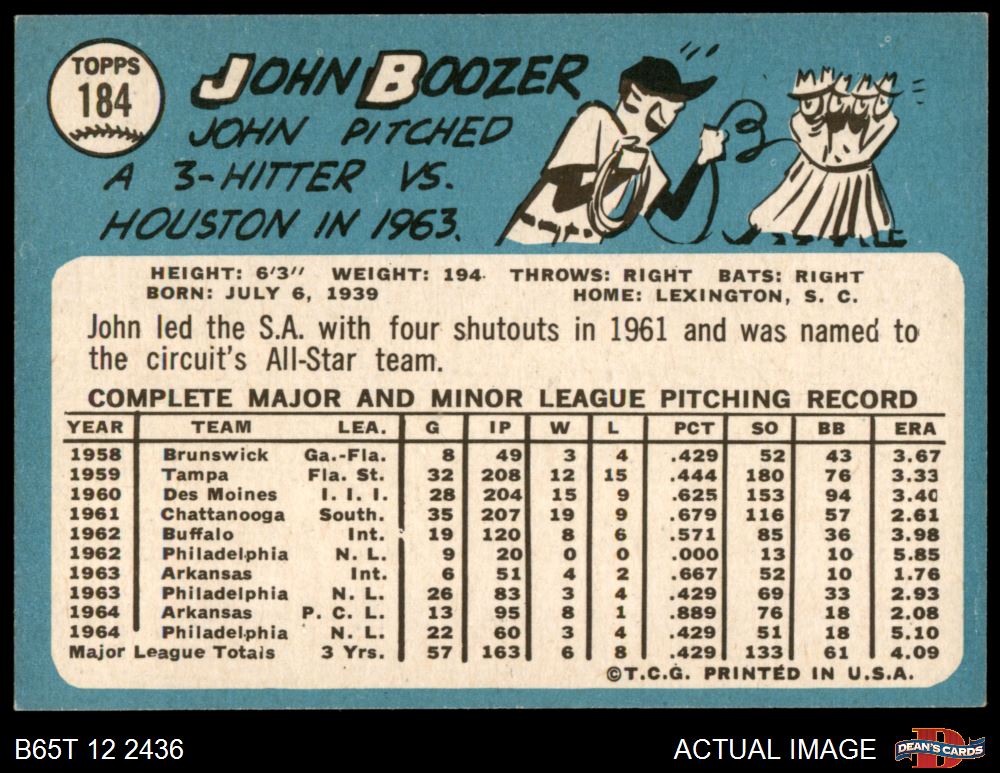 TOPPS
184
JOHN BOOZER
JOHN PITCHED
A 3-HITTER VS.
HOUSTON IN 1963.
HEIGHT: 6'3" WEIGHT: 194 THROWS: RIGHT BATS: RIGHT
BORN: JULY 6, 1939 HOME: LEXINGTON, S. C.
John led the S.A. with four shutouts in 1961 and was named to
the circuit's All-Star team.
COMPLETE MAJOR AND MINOR LEAGUE PITCHING RECORD
YEAR TEAM LEA. G IP W L PCT SO BB ERA
1958 Brunswick Ga.-Fla. 8 49 3 4 .429 52 43 3.67
1959 Tampa Fla. St. 32 208 12 15 .444 180 76 3.33
1960 Des Moines I. I. I. 28 204 15 9 .625 153 94 3.40
1961 Chattanooga South. 35 207 19 9 .679 116 57 2.61
1962 Buffalo Int. 19 120 8 6 .571 85 36 3.98
1962 Philadelphia N. L. 9 20 0 0 .000 13 10 5.85
1963 Arkansas Int. 6 51 4 2 .667 52 10 1.76
1963 Philadelphia N. L. 26 83 3 4 .429 69 33 2.93
1964 Arkansas P. C. L. 13 95 8 1 .889 76 18 2.08
1964 Philadelphia N. L. 22 60 3 4 .429 51 18 5.10
Major League Totals 3 Yrs. 57 163 6 8 .429 133 61 4.09
©T.C.G. PRINTED IN U.S.A.
B65T 12 2436 ACTUAL IMAGE DEAN'S CARDS